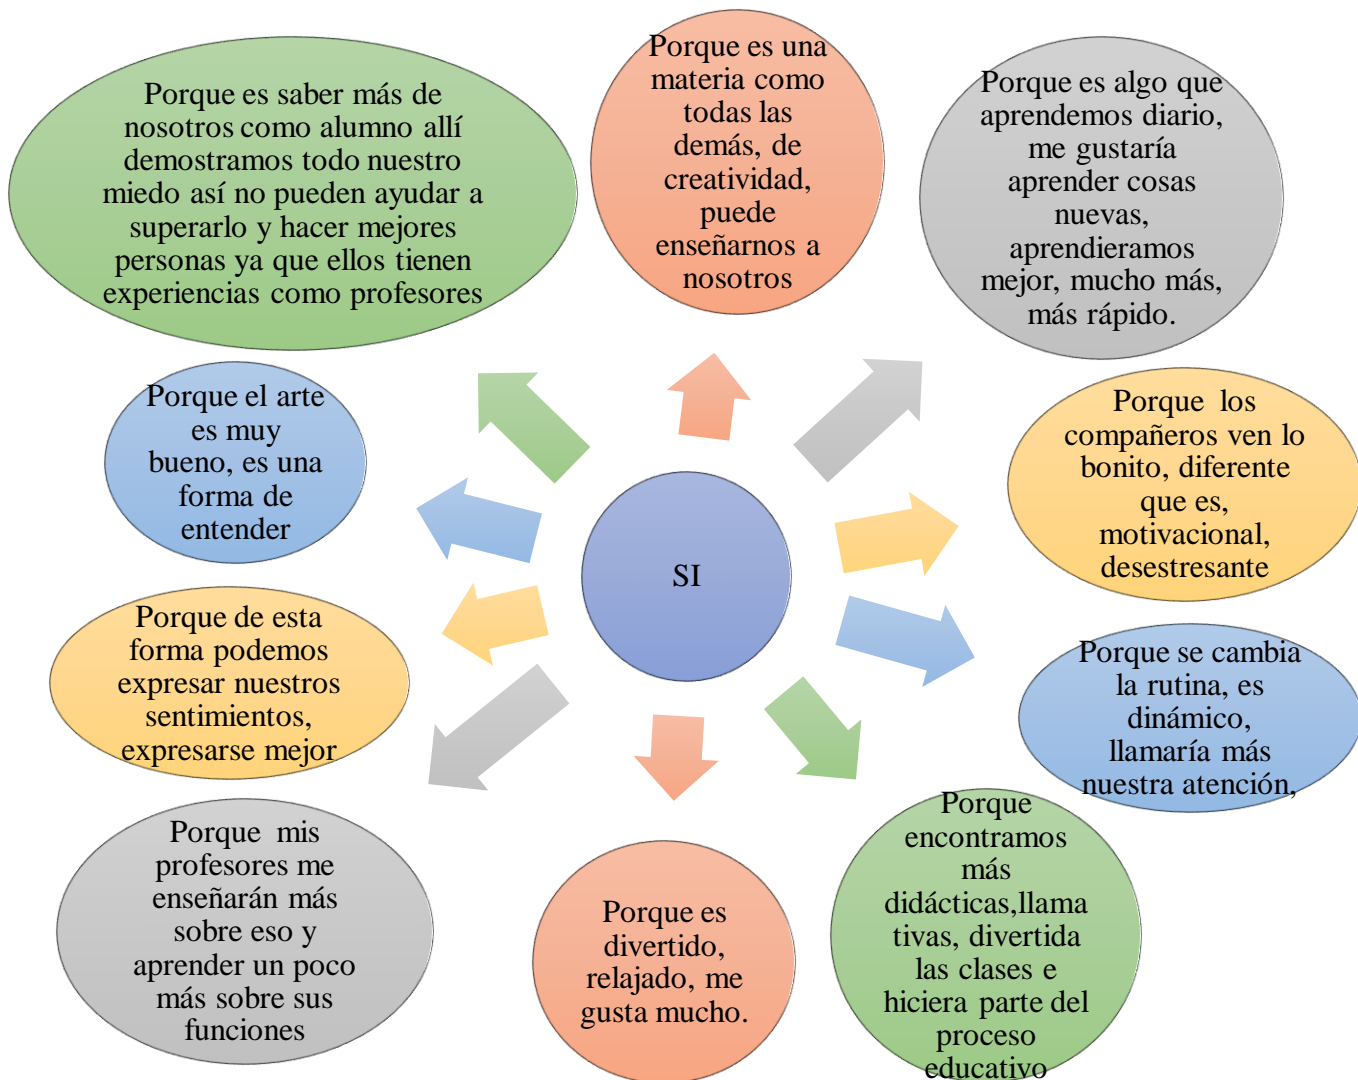 Porque es una
materia como
todas las
demás, de
creatividad,
puede
enseñarnos a
nosotros
Porque es algo que
aprendemos diario,
me gustaría
aprender cosas
nuevas,
aprendieramos
mejor, mucho más,
más rápido.
Porque los
compañeros ven lo
bonito, diferente
que es,
motivacional,
desestresante
Porque se cambia
la rutina, es
dinámico,
llamaría más
nuestra atención,
Porque
encontramos
más
didácticas,llama
tivas, divertida
las clases e
hiciera parte del
proceso
educativo
Porque es
divertido,
relajado, me
gusta mucho.
Porque mis
profesores me
enseñarán más
sobre eso y
aprender un poco
más sobre sus
funciones
Porque de esta
forma podemos
expresar nuestros
sentimientos,
expresarse mejor
Porque el arte
es muy
bueno, es una
forma de
entender
Porque es saber más de
nosotros como alumno allí
demostramos todo nuestro
miedo así no pueden ayudar a
superarlo y hacer mejores
personas ya que ellos tienen
experiencias como profesores
SI